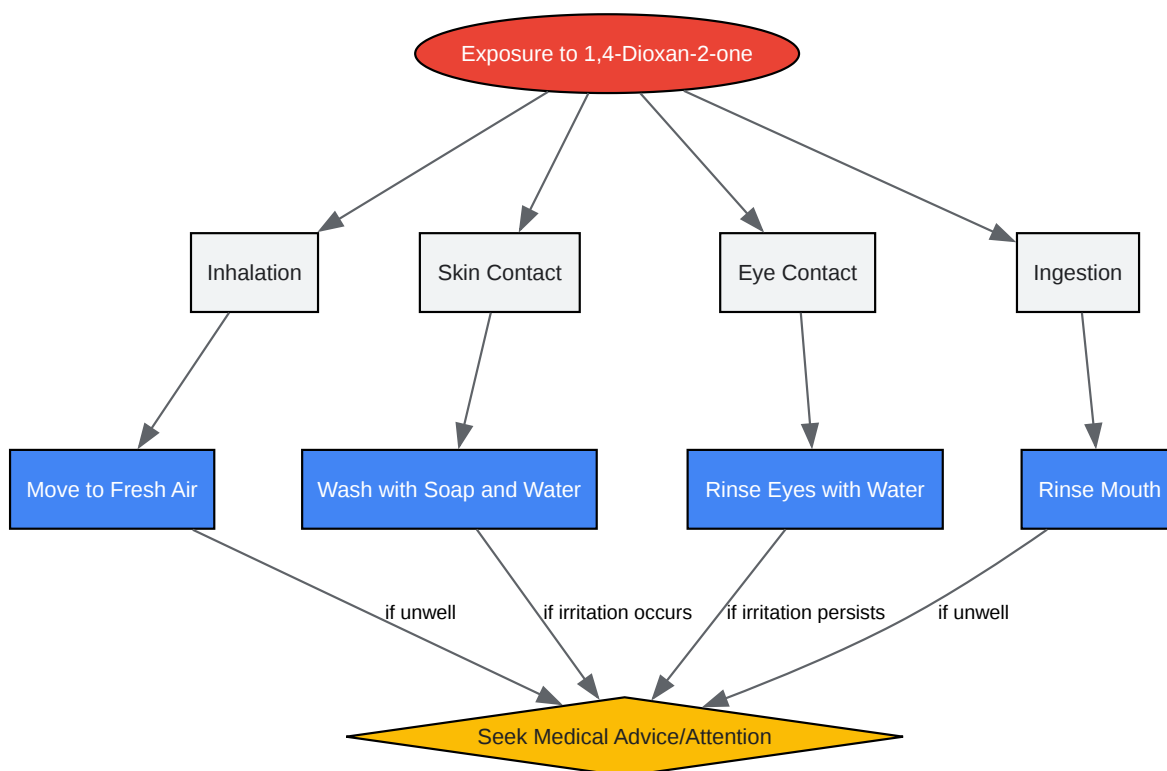 Exposure to 1,4-Dioxan-2-one
Inhalation
Skin Contact
Eye Contact
Ingestion
Move to Fresh Air
Wash with Soap and Water
Rinse Eyes with Water
Rinse Mouth
if unwell
if irritation occurs
if irritation persists
if unwell
Seek Medical Advice/Attention